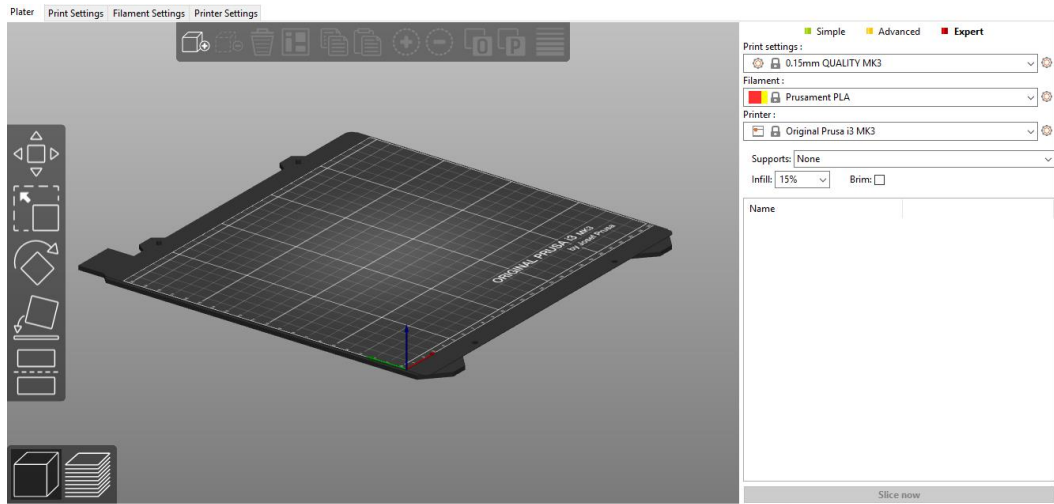 Plater Print Settings Filament Settings Printer Settings
Simple Advanced Expert
Print settings :
0.15mm QUALITY MK3
Filament :
Prusament PLA
Printer :
Original Prusa i3 MK3
Supports: None
Infill: 15% Brim:
Name
ORIGINAL PRUSA i3 MK3
by Josef Prusa
O P
Slice now